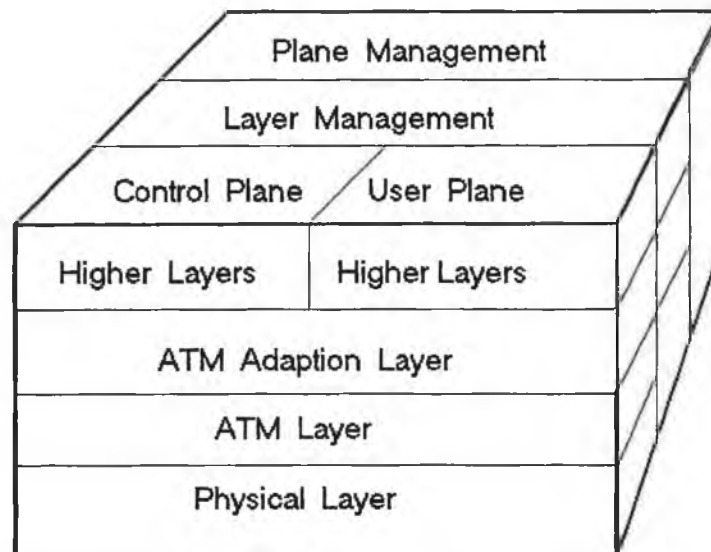 Plane Management
Layer Management
Control Plane User Plane
Higher Layers Higher Layers
ATM Adaption Layer
ATM Layer
Physical Layer